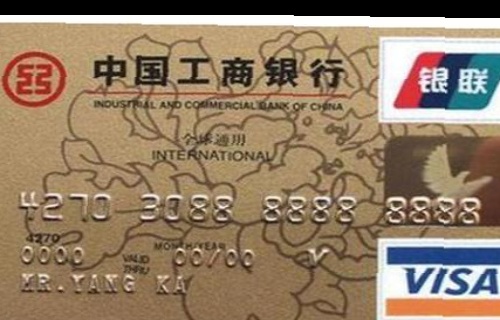 中国工商银行
INDUSTRIAL AND COMMERCIAL BANK OF CHINA
银联
全球通用
INTERNATIONAL
4270 3088 8888 8888
4270
MONTH/YEAR
0000 VALID THRU 00/00 V
MR.YANG KA
VISA